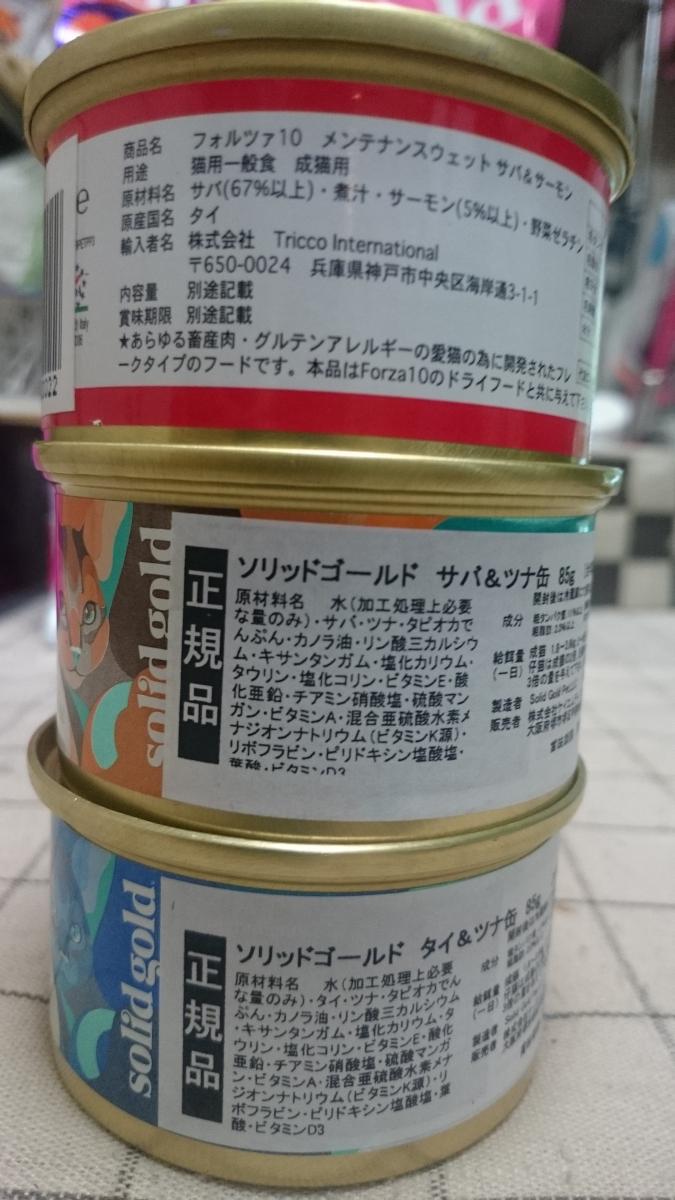 商品名 フォルツァ10 メンテナンスウェット サバ&サーモン
用途 猫用一般食 成猫用
原材料名 サバ(67%以上)・煮汁・サーモン(5%以上)・野菜ゼラチン
原産国名 タイ
輸入者名 株式会社 Tricco International
〒650-0024 兵庫県神戸市中央区海岸通3-1-1
内容量 別途記載
賞味期限 別途記載
★あらゆる畜産肉・グルテンアレルギーの愛猫の為に開発されたフレ
ークタイプのフードです。本品はForza10のドライフードと共に与えて下
solid gold
正規品
ソリッドゴールド サバ&ツナ缶 85g
原材料名 水(加工処理上必要
な量のみ)・サバ・ツナ・タピオカで
んぷん・カノラ油・リン酸三カルシウ
ム・キサンタンガム・塩化カリウム・
タウリン・塩化コリン・ビタミンE・酸
化亜鉛・チアミン硝酸塩・硫酸マン
ガン・ビタミンA・混合亜硫酸水素メ
ナジオンナトリウム(ビタミンK源)・
リボフラビン・ピリドキシン塩酸塩・
葉酸・ビタミンD3
成分
給餌量
(一日)
製造者 Solid Gold
販売者
solid gold
正規品
ソリッドゴールド タイ&ツナ缶 85g
原材料名 水(加工処理上必要
な量のみ)・タイ・ツナ・タピオカでん
ぷん・カノラ油・リン酸三カルシウム
・キサンタンガム・塩化カリウム・タ
ウリン・塩化コリン・ビタミンE・酸化
亜鉛・チアミン硝酸塩・硫酸マンガ
ン・ビタミンA・混合亜硫酸水素メナ
ジオンナトリウム(ビタミンK源)・リ
ボフラビン・ピリドキシン塩酸塩・葉
酸・ビタミンD3
成分
給餌量
(一日)
製造者
販売者